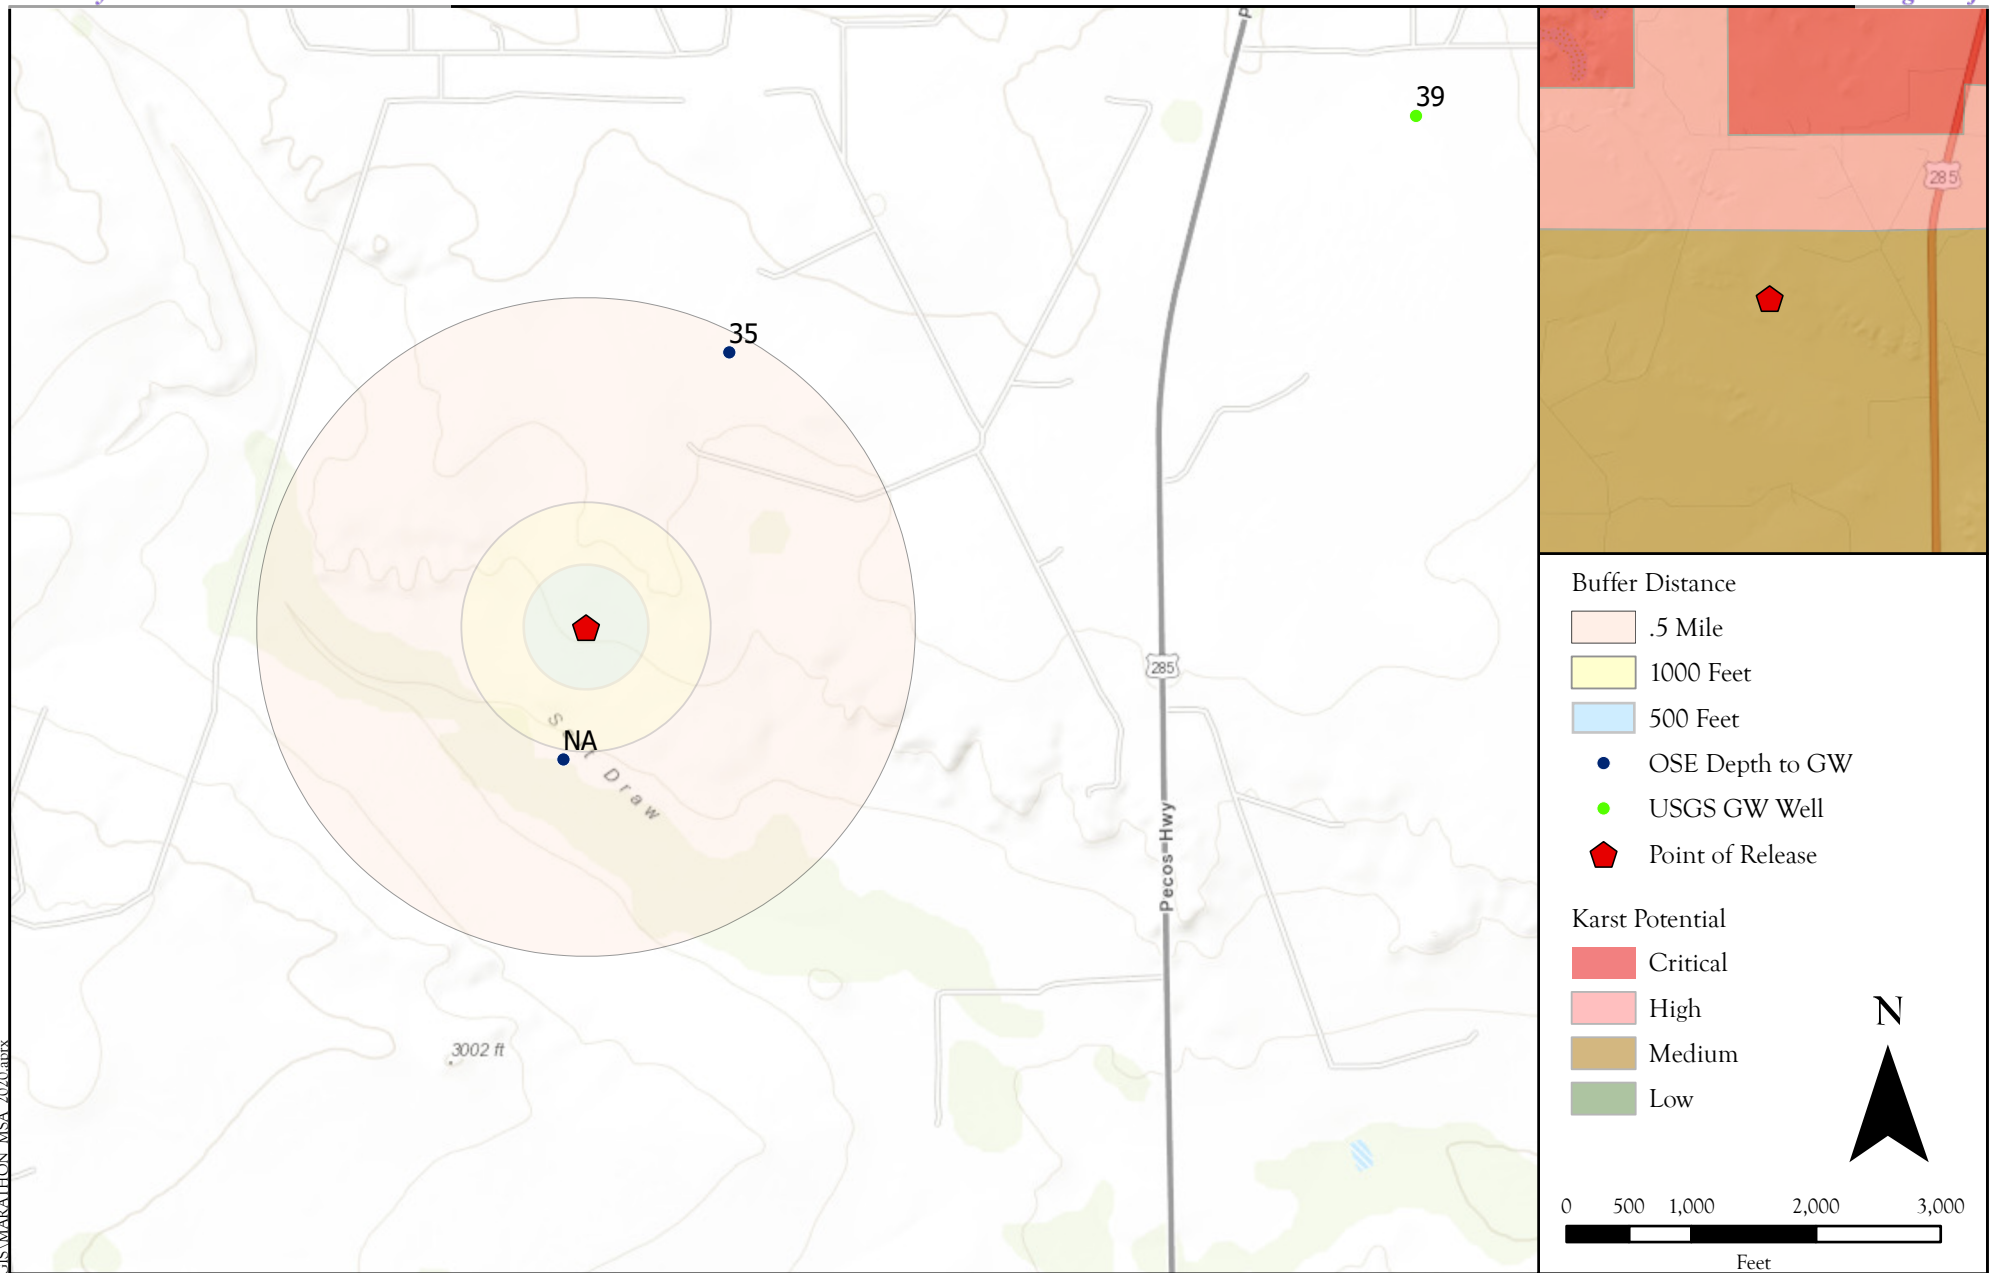 39
35
285
NA
Salt Draw
Pecos Hwy
3002 ft
285
Buffer Distance
.5 Mile
1000 Feet
500 Feet
OSE Depth to GW
USGS GW Well
Point of Release
Karst Potential
Critical
High
Medium
Low
N
0 500 1,000 2,000 3,000
Feet